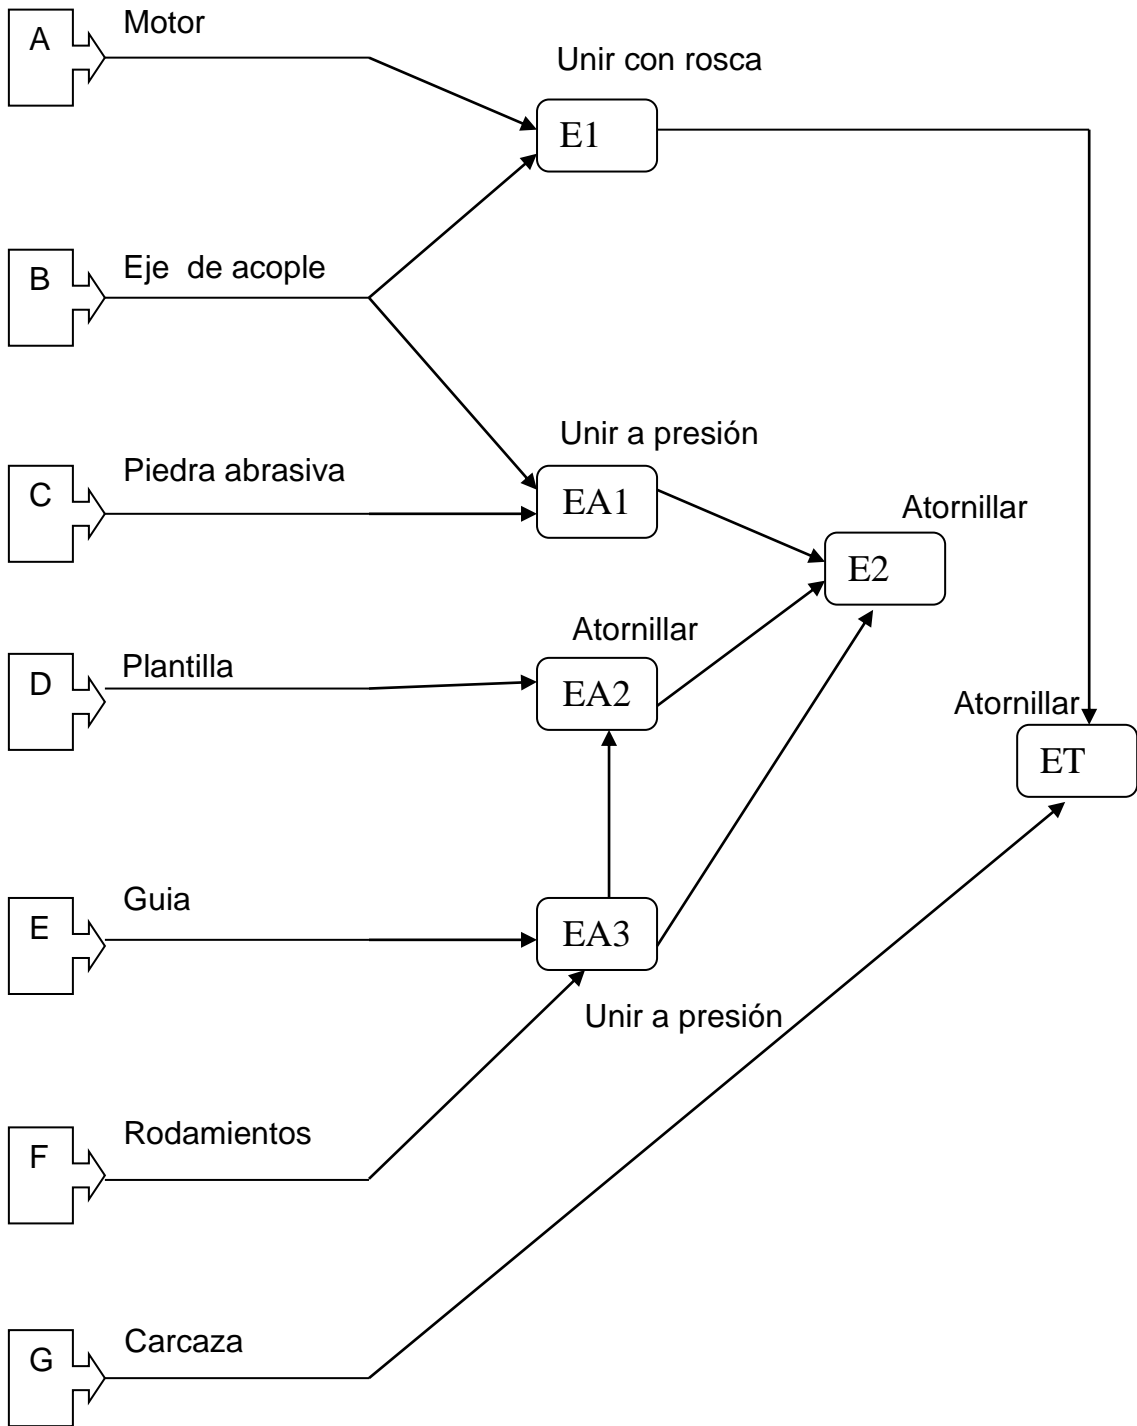 A
Motor
Unir con rosca
E1
B
Eje de acople
Unir a presión
C
Piedra abrasiva
EA1
Atornillar
E2
Atornillar
D
Plantilla
EA2
Atornillar
ET
E
Guia
EA3
Unir a presión
F
Rodamientos
G
Carcaza